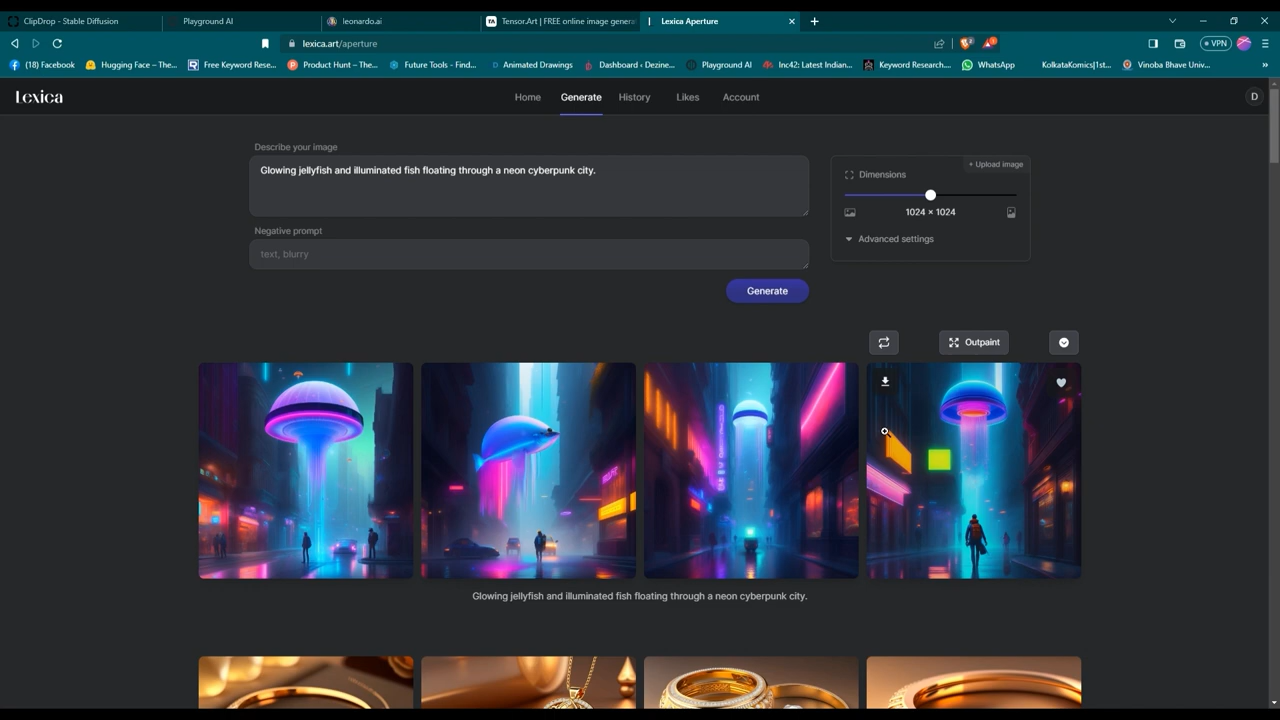 ClipDrop - Stable Diffusion
Playground AI
leonardo.ai
TA Tensor.Art | FREE online image genera
Lexica Aperture
lexica.art/aperture
VPN
(18) Facebook
Hugging Face – The...
Free Keyword Rese...
Product Hunt – The...
Future Tools - Find...
Animated Drawings
Dashboard ‹ Dezine...
Playground AI
Inc42: Latest Indian...
Keyword Research....
WhatsApp
KolkataKomics|1st...
Vinoba Bhave Univ...
Lexica
Home
Generate
History
Likes
Account
D
Describe your image
Glowing jellyfish and illuminated fish floating through a neon cyberpunk city.
+ Upload image
Dimensions
1024 × 1024
Negative prompt
Advanced settings
text, blurry
Generate
Outpaint
Glowing jellyfish and illuminated fish floating through a neon cyberpunk city.